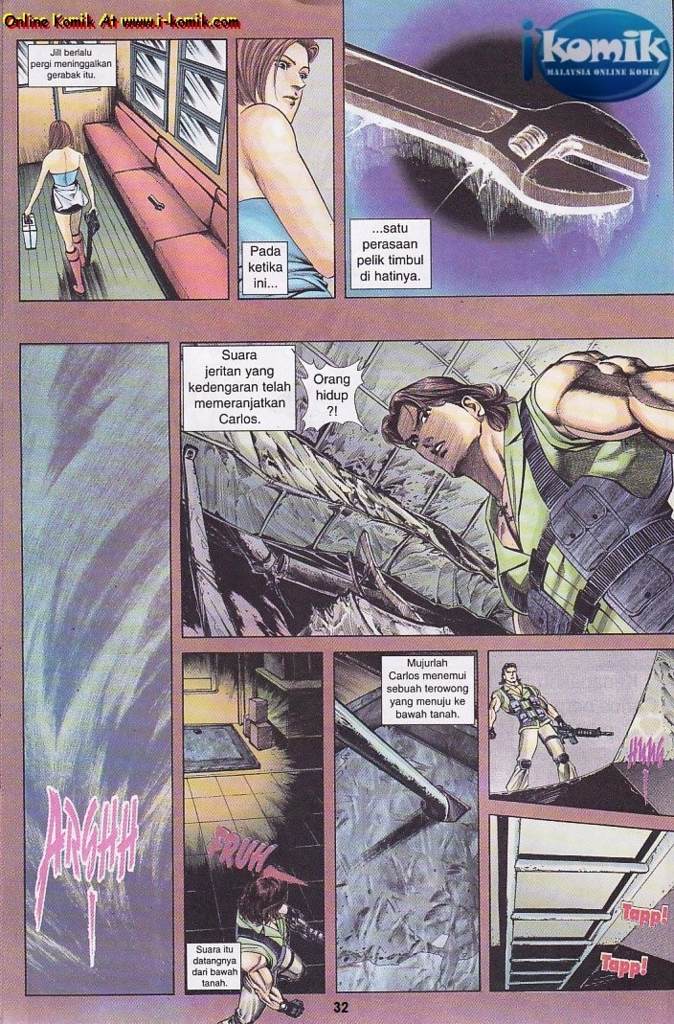 Online Komik At www.i-komik.com
ikomik
MALAYSIA ONLINE KOMIK
Jill berlalu
pergi meninggalkan
gerabak itu.
Pada
ketika
ini...
...satu
perasaan
pelik timbul
di hatinya.
ARGHH
!
Suara
jeritan yang
kedengaran telah
memeranjatkan
Carlos.
Orang
hidup
?!
FRUH
Suara itu
datangnya
dari bawah
tanah.
Mujurlah
Carlos menemui
sebuah terowong
yang menuju ke
bawah tanah.
HUNG
!
Tapp!
Tapp!
32